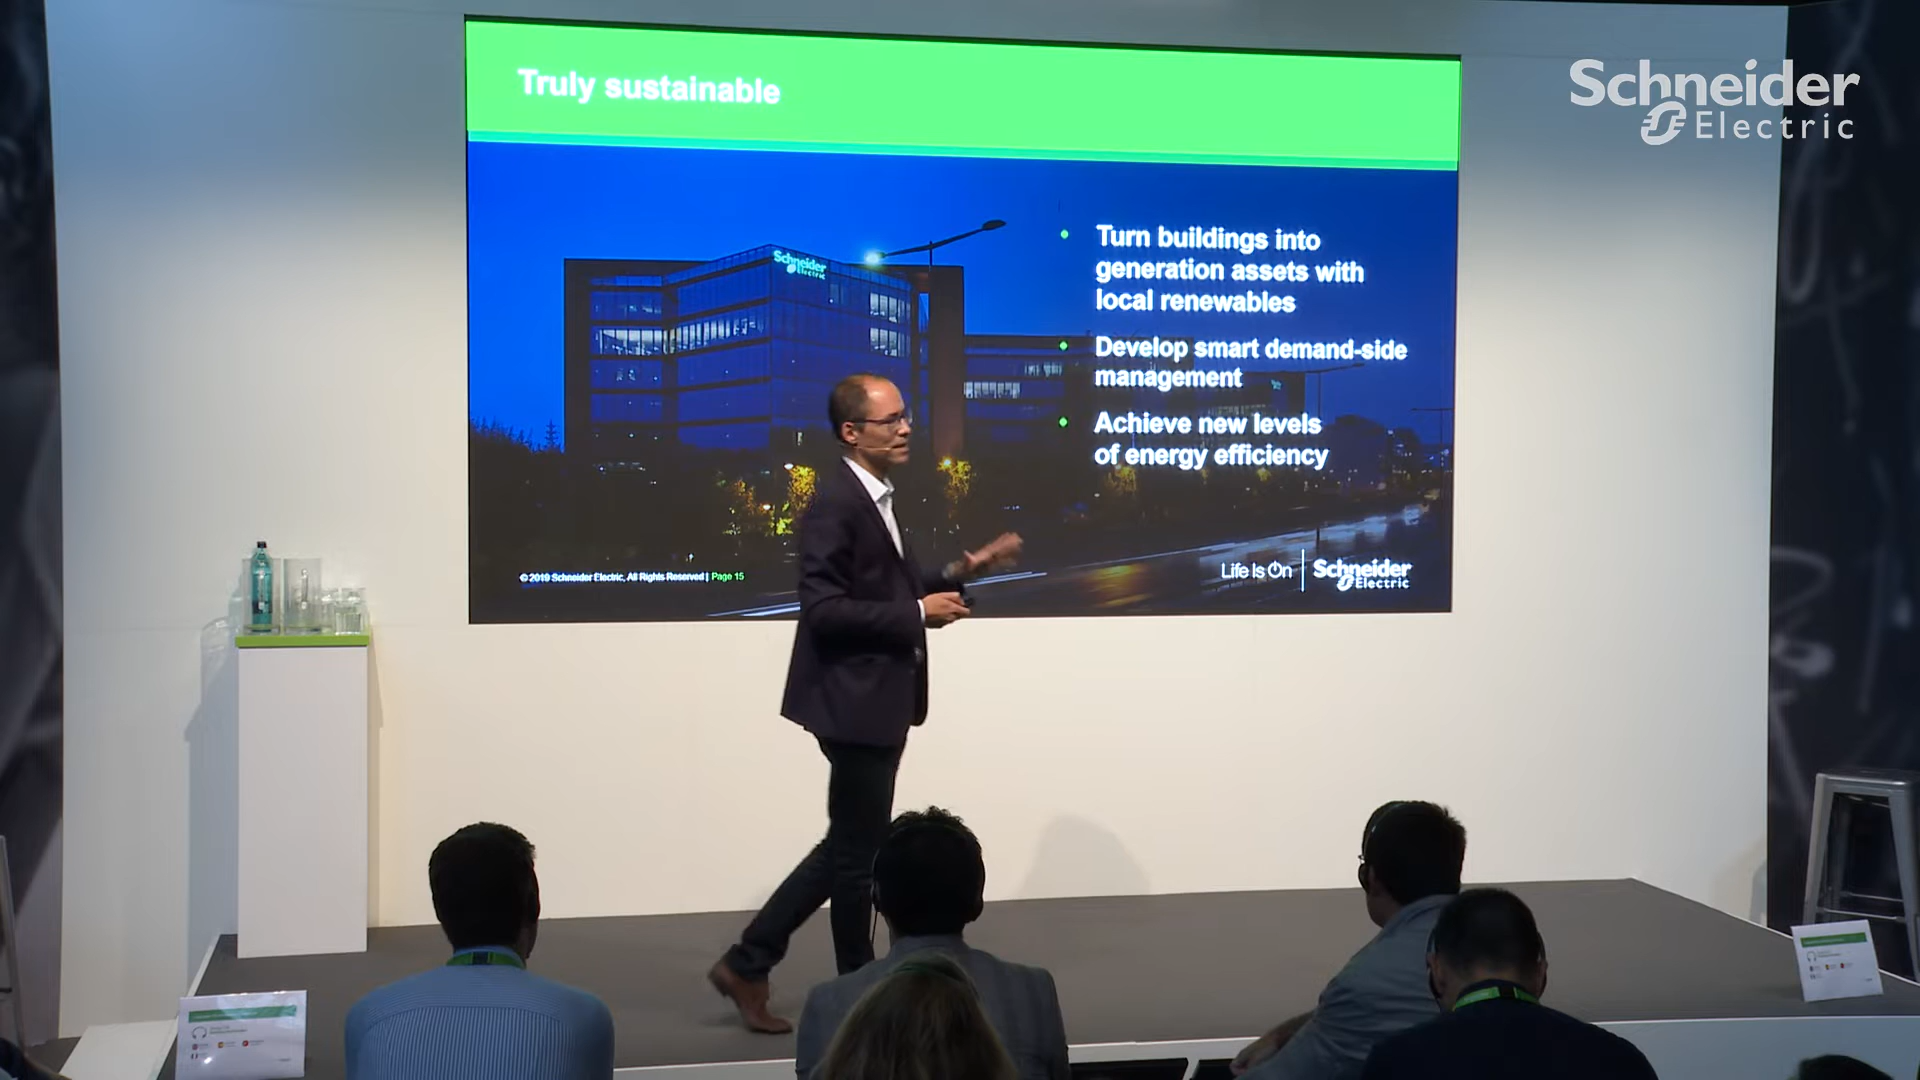 Truly sustainable
Schneider
Electric
Schneider
Electric
Turn buildings into
generation assets with
local renewables
Develop smart demand-side
management
Achieve new levels
of energy efficiency
© 2019 Schneider Electric, All Rights Reserved | Page 15
Life Is On
Schneider
Electric